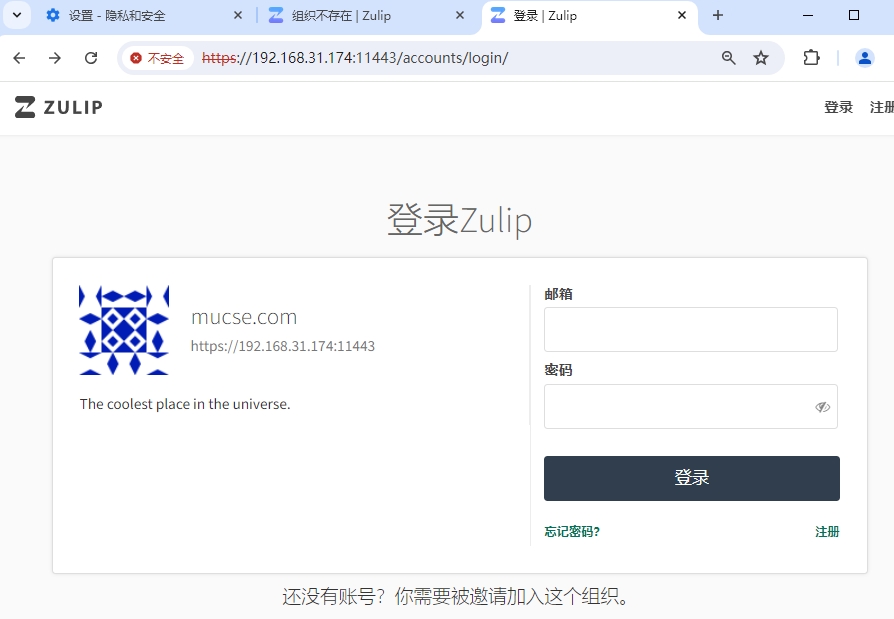 设置 - 隐私和安全
组织不存在 | Zulip
登录 | Zulip
不安全
https://192.168.31.174:11443/accounts/login/
ZULIP
登录
注册
登录Zulip
mucse.com
https://192.168.31.174:11443
The coolest place in the universe.
邮箱
密码
登录
忘记密码?
注册
还没有账号？你需要被邀请加入这个组织。